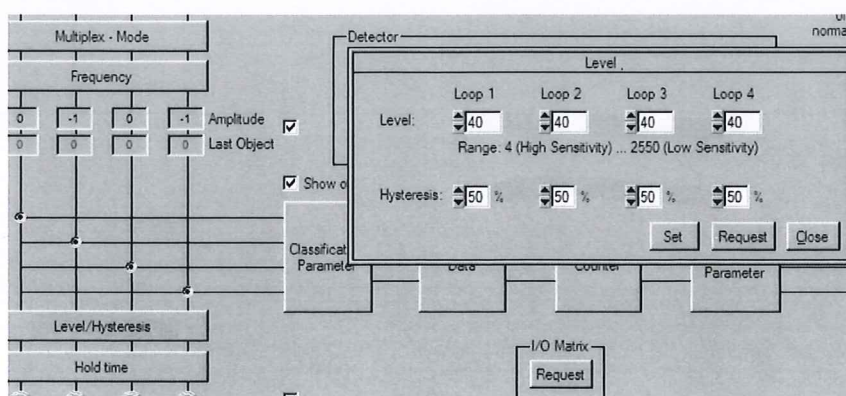 Multiplex - Mode
Frequency
0 -1 0 -1 Amplitude
0 0 0 0 Last Object
Level/Hysteresis
Hold time
Detector
norma
Show o
Classificat
Parameter
Data
Counter
Parameter
I/O Matrix
Request
Level
Loop 1 Loop 2 Loop 3 Loop 4
Level: 40 40 40 40
Range: 4 (High Sensitivity) ... 2550 (Low Sensitivity)
Hysteresis: 50 % 50 % 50 % 50 %
Set Request Close